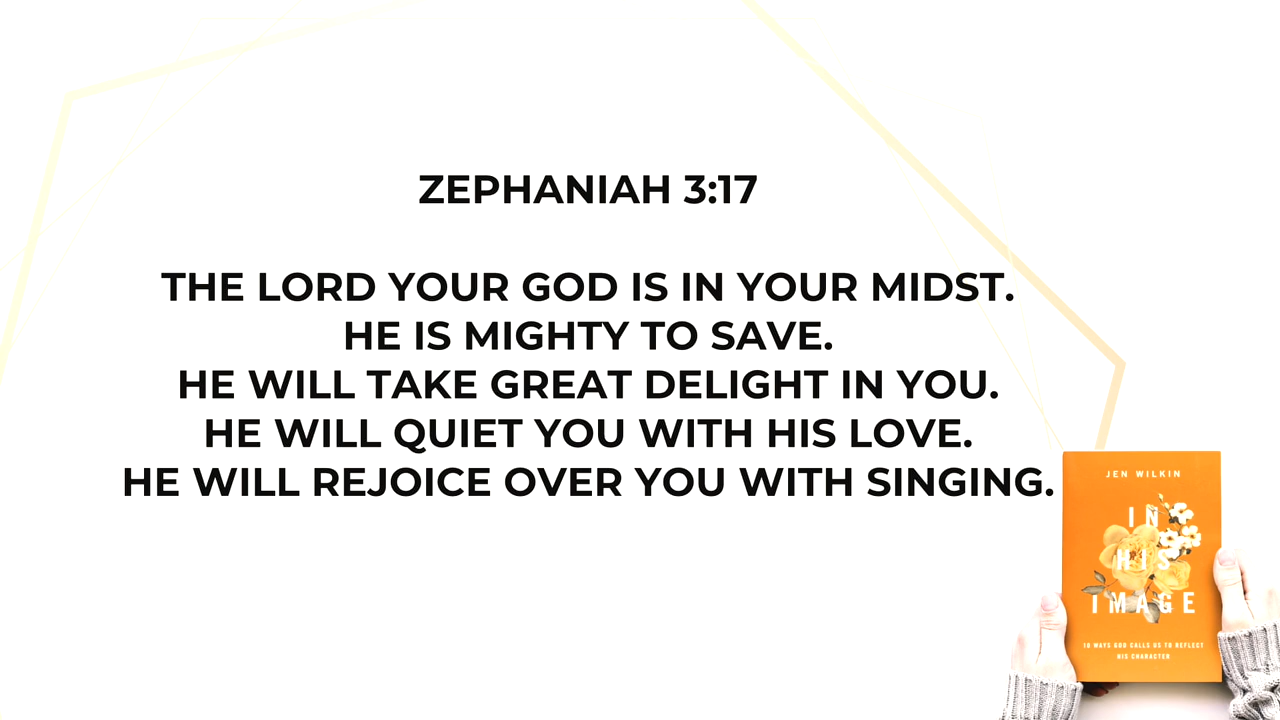 ZEPHANIAH 3:17
THE LORD YOUR GOD IS IN YOUR MIDST.
HE IS MIGHTY TO SAVE.
HE WILL TAKE GREAT DELIGHT IN YOU.
HE WILL QUIET YOU WITH HIS LOVE.
HE WILL REJOICE OVER YOU WITH SINGING.
JEN WILKIN
IN
HIS
IMAGE
10 WAYS GOD CALLS US TO REFLECT
HIS CHARACTER